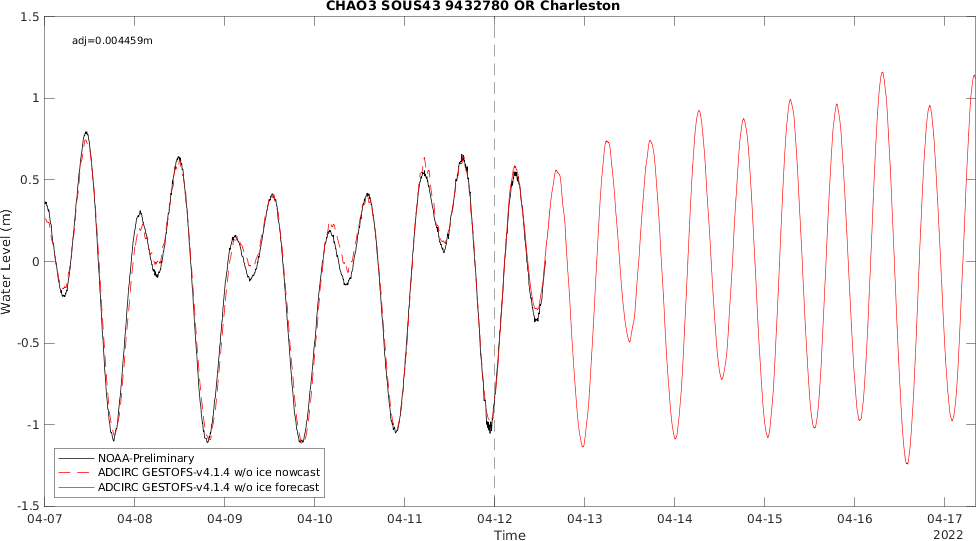 CHAO3 SOUS43 9432780 OR Charleston
adj=0.004459m
1.5
1
0.5
0
-0.5
-1
-1.5
Water Level (m)
NOAA-Preliminary
ADCIRC GESTOFS-v4.1.4 w/o ice nowcast
ADCIRC GESTOFS-v4.1.4 w/o ice forecast
04-07 04-08 04-09 04-10 04-11 04-12 04-13 04-14 04-15 04-16 04-17
Time
2022